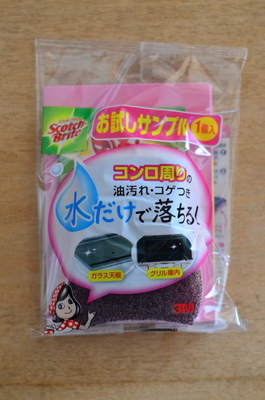 Scotch-Brite
お試しサンプル 1個入
コンロ周りの
油汚れ・コゲつき
水だけで落ちる!
ガラス天板
グリル庫内
3M